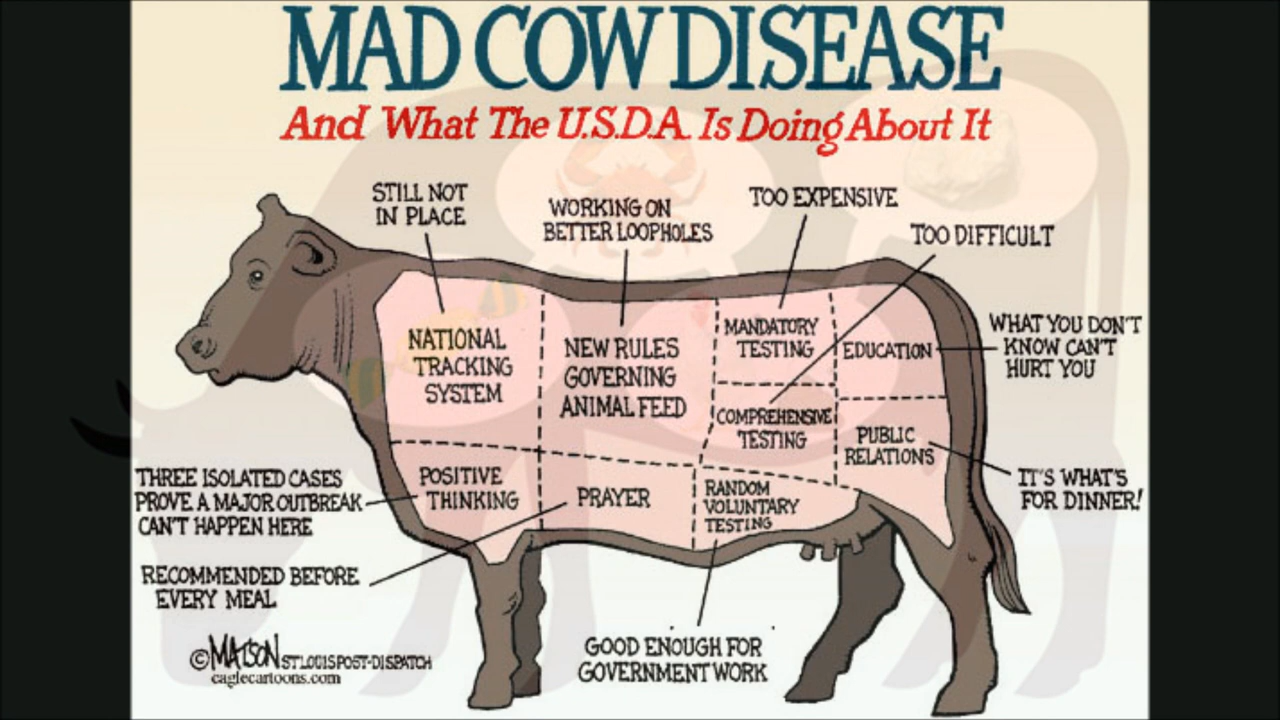 MAD COW DISEASE
And What The U.S.D.A. Is Doing About It
STILL NOT
IN PLACE
WORKING ON
BETTER LOOPHOLES
TOO EXPENSIVE
TOO DIFFICULT
NATIONAL
TRACKING
SYSTEM
NEW RULES
GOVERNING
ANIMAL FEED
MANDATORY
TESTING
EDUCATION
WHAT YOU DON'T
KNOW CAN'T
HURT YOU
COMPREHENSIVE
TESTING
PUBLIC
RELATIONS
IT'S WHAT'S
FOR DINNER!
THREE ISOLATED CASES
PROVE A MAJOR OUTBREAK
CAN'T HAPPEN HERE
POSITIVE
THINKING
PRAYER
RANDOM
VOLUNTARY
TESTING
RECOMMENDED BEFORE
EVERY MEAL
GOOD ENOUGH FOR
GOVERNMENT WORK
©MATSON ST.LOUIS POST-DISPATCH
caglecartoons.com